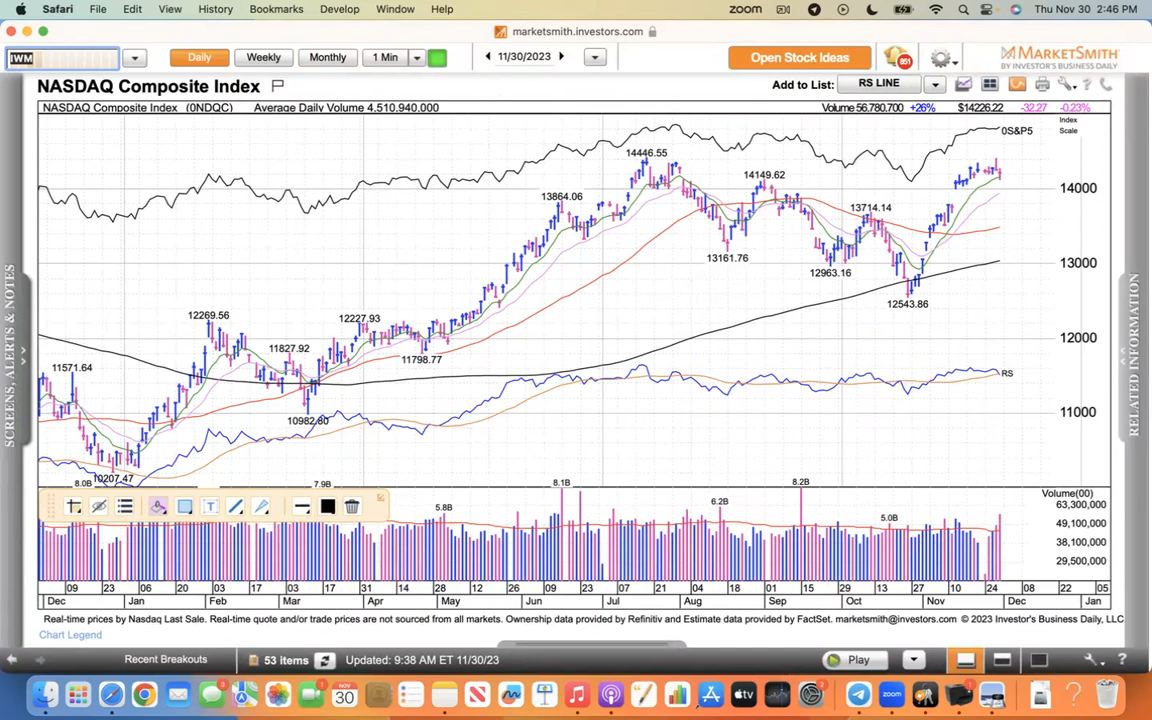 Safari File Edit View History Bookmarks Develop Window Help zoom Thu Nov 30 2:46 PM
marketsmith.investors.com
IWM Daily Weekly Monthly 1 Min 11/30/2023 Open Stock Ideas 851 MARKETSMITH
BY INVESTOR'S BUSINESS DAILY
NASDAQ Composite Index Add to List: RS LINE
NASDAQ Composite Index (0NDQC) Average Daily Volume 4,510,940,000 Volume 56,780,700 +26% $14226.22 -32.27 -0.23%
Index
Scale
0S&P5
14446.55
14149.62
14000
13864.06
13714.14
13161.76
13000
12963.16
12543.86
12269.56
12227.93
12000
11827.92
11798.77
11571.64
RS
11000
10982.80
10207.47
8.0B 7.9B 8.1B 8.2B
Volume(00)
5.8B 6.2B 5.0B
63,300,000
49,100,000
38,100,000
29,500,000
09 23 06 20 03 17 03 17 31 14 28 12 26 09 23 07 21 04 18 01 15 29 13 27 10 24 08 22 05
Dec Jan Feb Mar Apr May Jun Jul Aug Sep Oct Nov Dec Jan
Real-time prices by Nasdaq Last Sale. Real-time quote and/or trade prices are not sourced from all markets. Ownership data provided by Refinitiv and Estimate data provided by FactSet. marketsmith@investors.com © 2023 Investor's Business Daily, LLC
Chart Legend
SCREENS, ALERTS & NOTES
RELATED INFORMATION
Recent Breakouts 53 items Updated: 9:38 AM ET 11/30/23 Play
NOV
30
tv
zoom